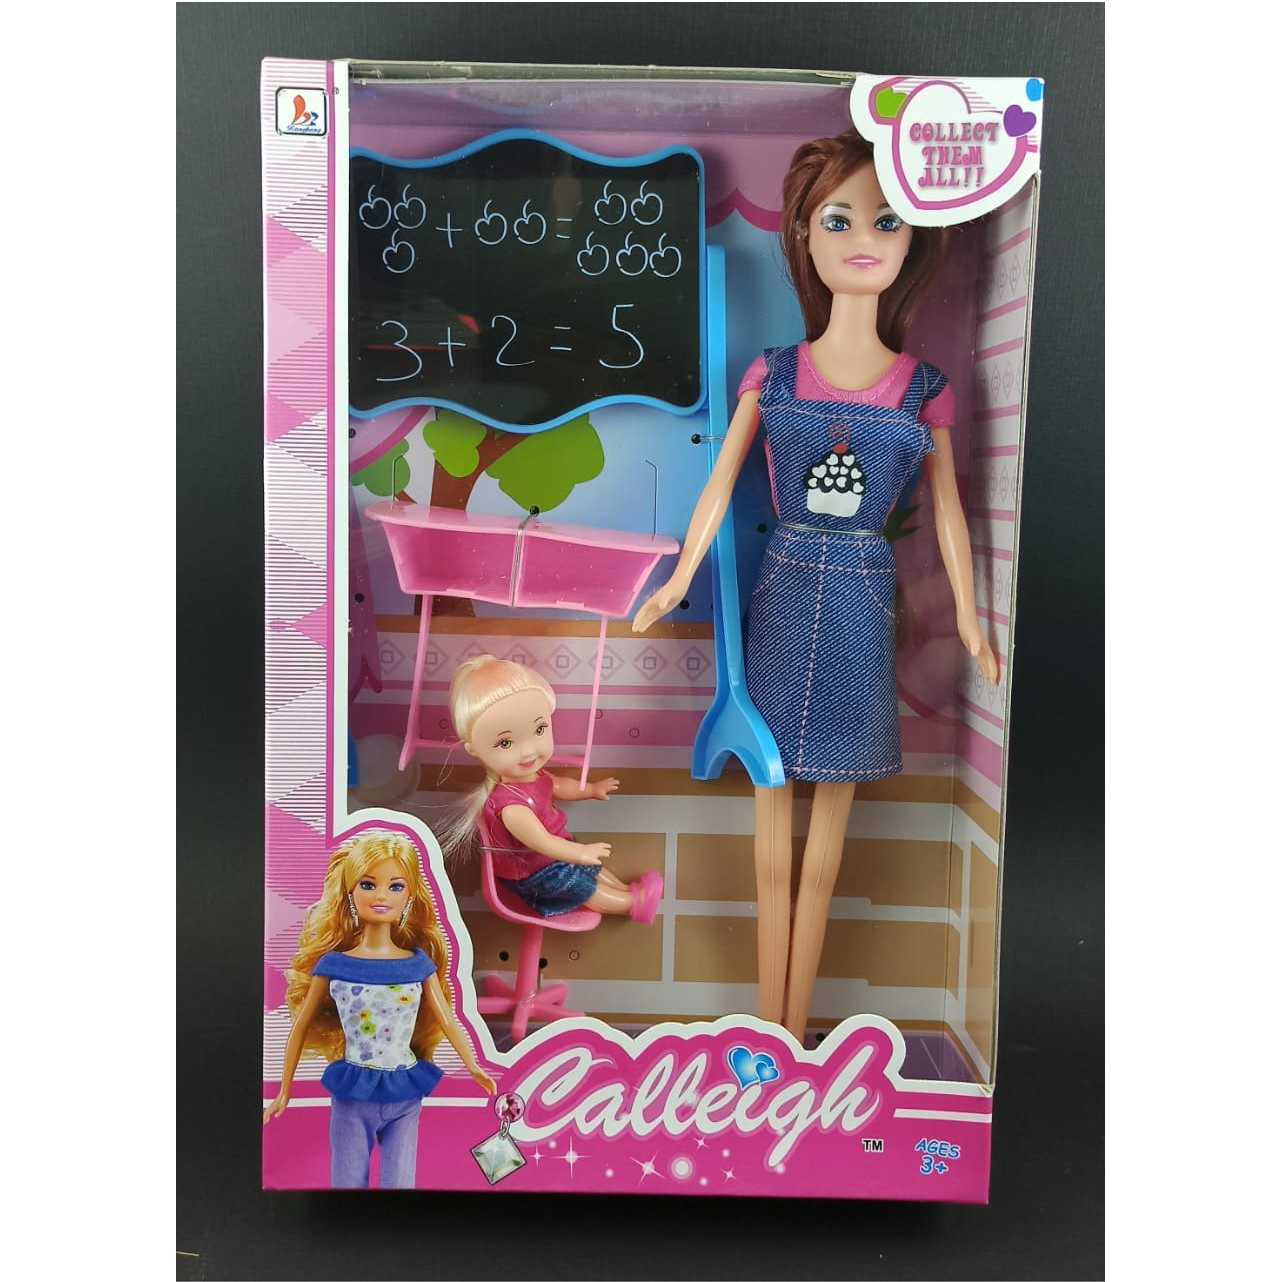 COLLECT
THEM
ALL!!
+ =
3 + 2 = 5
Calleigh
TM
AGES
3+